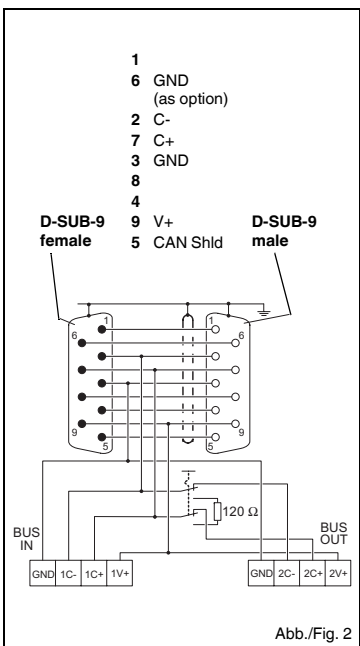 1
6 GND
(as option)
2 C-
7 C+
3 GND
8
4
9 V+
5 CAN Shld
D-SUB-9
female
D-SUB-9
male
1
6
9
5
1
6
9
5
120 Ω
BUS
IN
BUS
OUT
GND 1C- 1C+ 1V+
GND 2C- 2C+ 2V+
Abb./Fig. 2